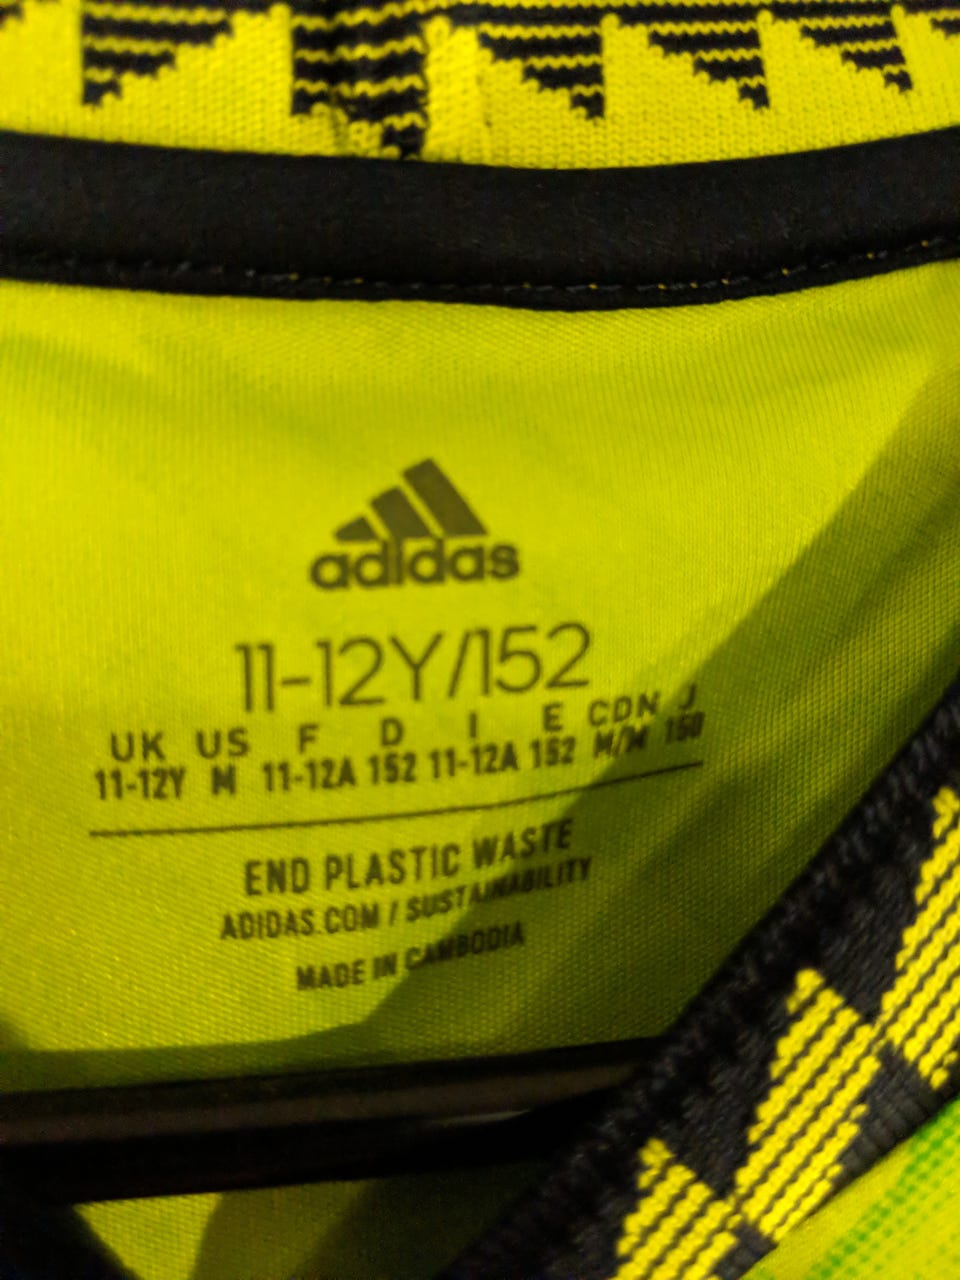 adidas
11-12Y/152
UK US F D I E CDN J
11-12Y M 11-12A 152 11-12A 152 M/M 150
END PLASTIC WASTE
ADIDAS.COM / SUSTAINABILITY
MADE IN CAMBODIA